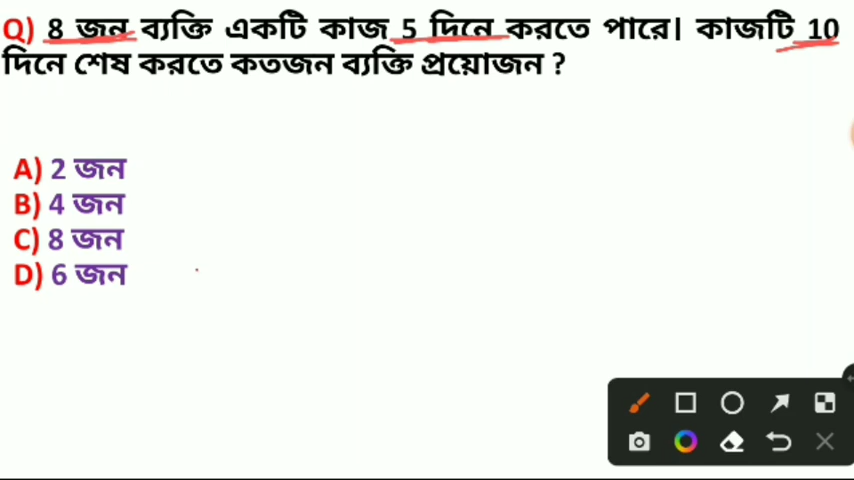 Q) 8 জন ব্যক্তি একটি কাজ 5 দিনে করতে পারে। কাজটি 10
দিনে শেষ করতে কতজন ব্যক্তি প্রয়োজন ?
A) 2 জন
B) 4 জন
C) 8 জন
D) 6 জন